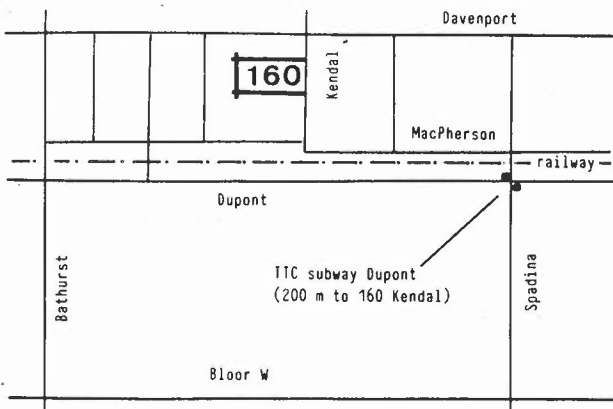 Davenport
160
Kendal
MacPherson
railway
Dupont
Bathurst
TTC subway Dupont
(200 m to 160 Kendal)
Spadina
Bloor W